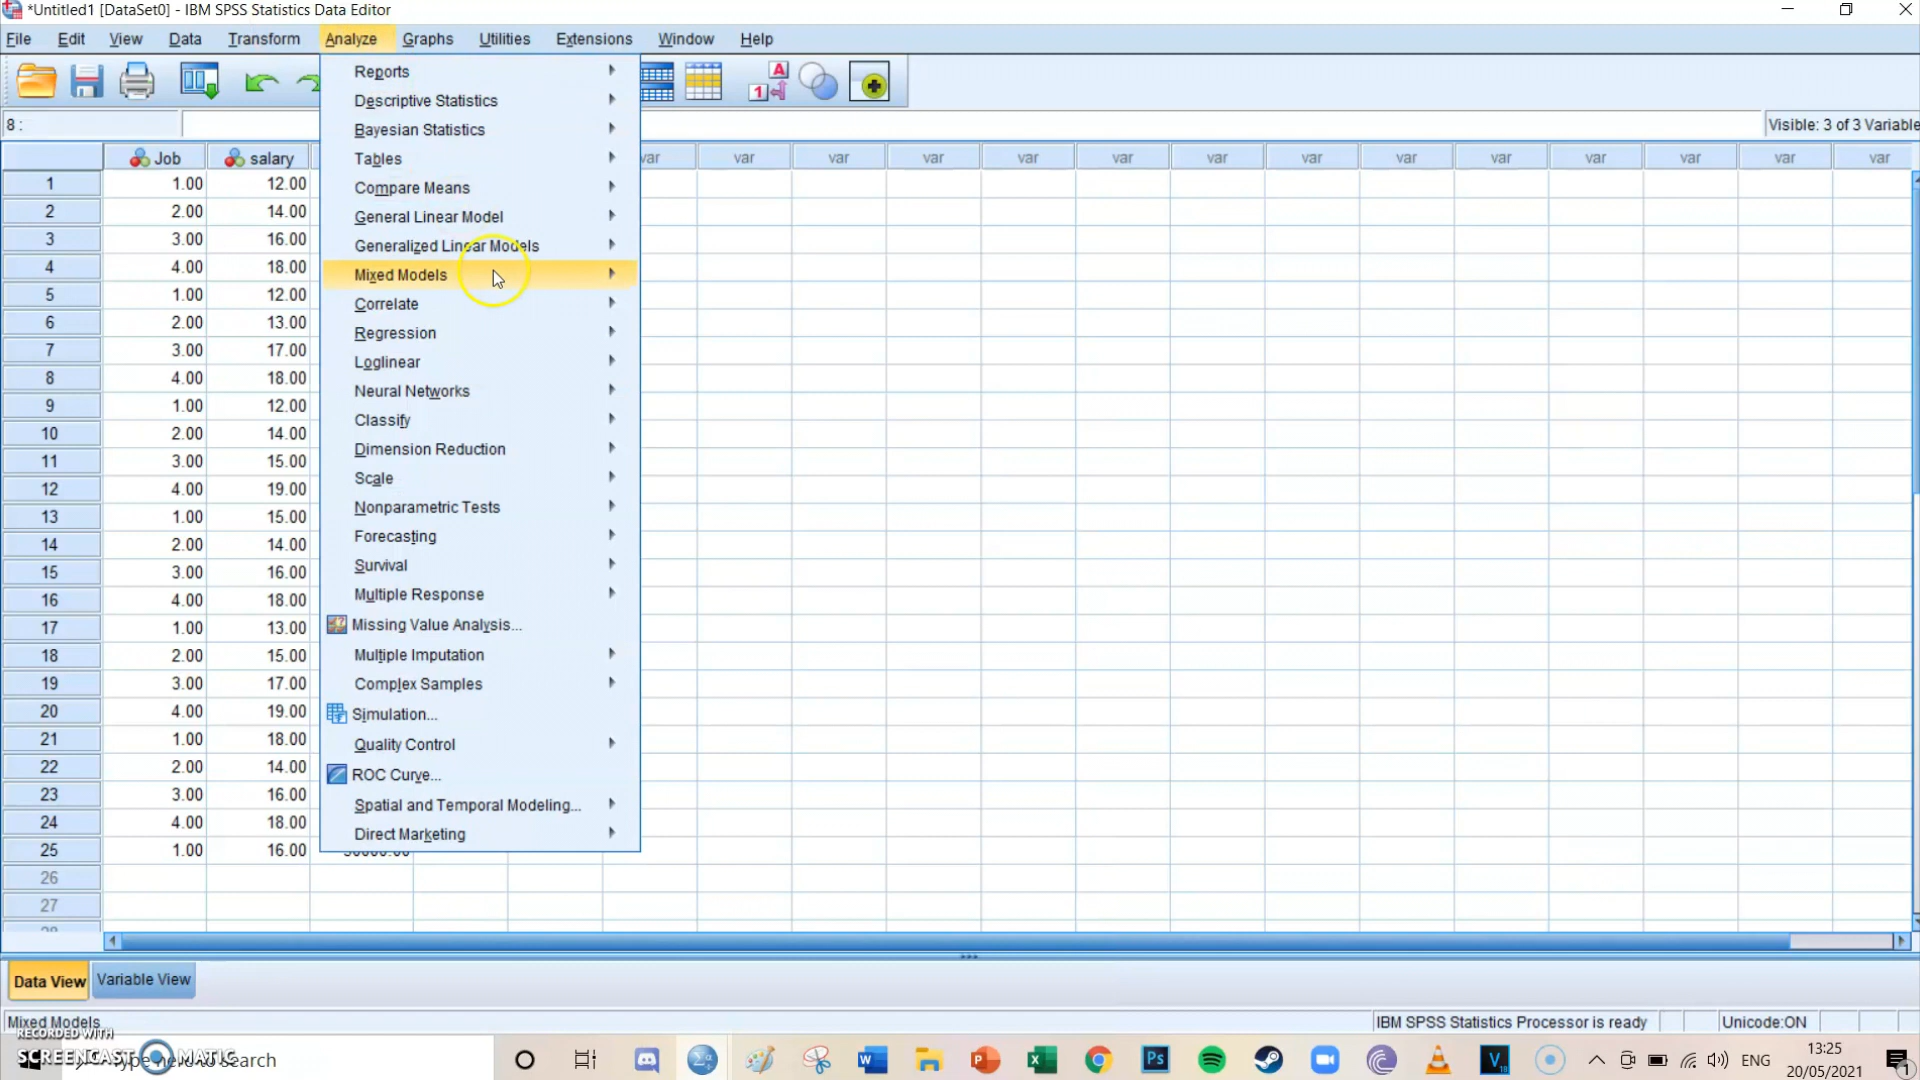 *Untitled1 [DataSet0] - IBM SPSS Statistics Data Editor
File Edit View Data Transform Analyze Graphs Utilities Extensions Window Help
8 :
Visible: 3 of 3 Variable
Job salary var var var var var var var var var var var var var var
1 1.00 12.00
2 2.00 14.00
3 3.00 16.00
4 4.00 18.00
5 1.00 12.00
6 2.00 13.00
7 3.00 17.00
8 4.00 18.00
9 1.00 12.00
10 2.00 14.00
11 3.00 15.00
12 4.00 19.00
13 1.00 15.00
14 2.00 14.00
15 3.00 16.00
16 4.00 18.00
17 1.00 13.00
18 2.00 15.00
19 3.00 17.00
20 4.00 19.00
21 1.00 18.00
22 2.00 14.00
23 3.00 16.00
24 4.00 18.00
25 1.00 16.00
26
27
Reports
Descriptive Statistics
Bayesian Statistics
Tables
Compare Means
General Linear Model
Generalized Linear Models
Mixed Models
Correlate
Regression
Loglinear
Neural Networks
Classify
Dimension Reduction
Scale
Nonparametric Tests
Forecasting
Survival
Multiple Response
Missing Value Analysis...
Multiple Imputation
Complex Samples
Simulation...
Quality Control
ROC Curve...
Spatial and Temporal Modeling...
Direct Marketing
Data View Variable View
Mixed Models
IBM SPSS Statistics Processor is ready Unicode:ON
RECORDED WITH
SCREENCAST MATIC
Type here to search
ENG
13:25
20/05/2021